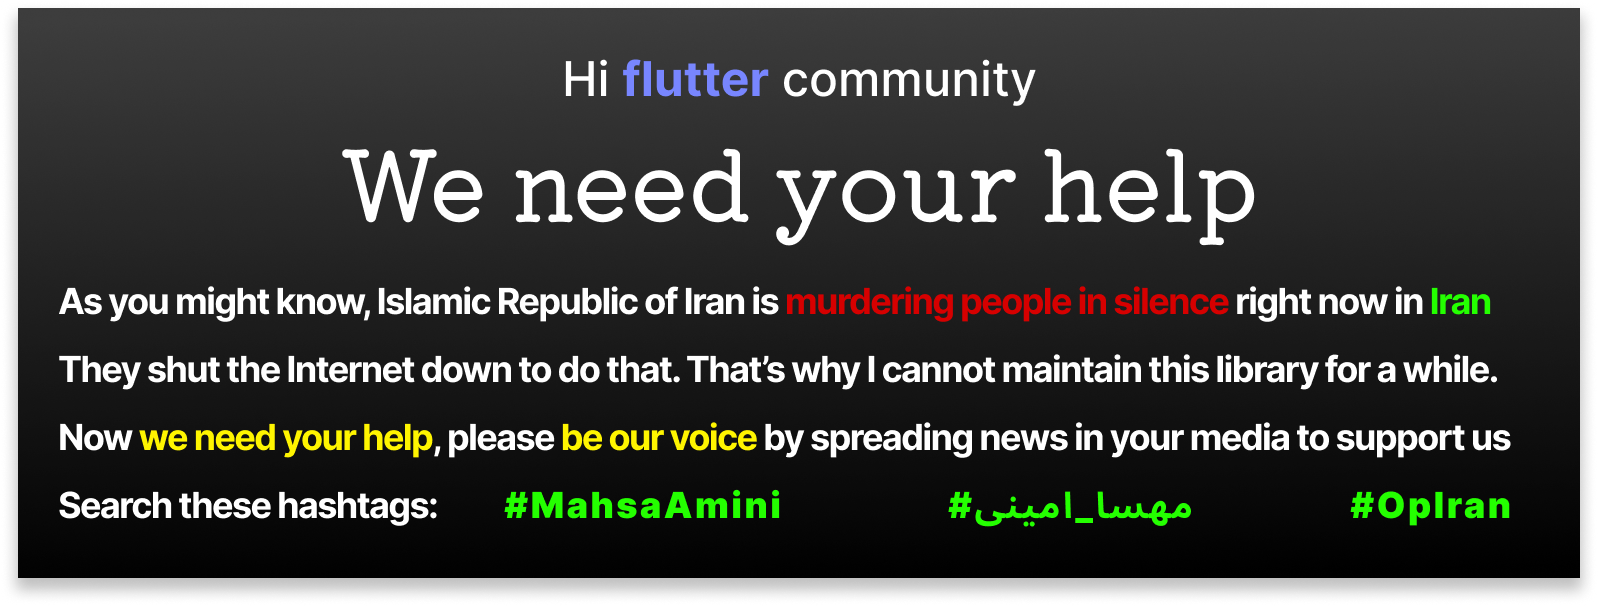 Hi flutter community
We need your help
As you might know, Islamic Republic of Iran is murdering people in silence right now in Iran
They shut the Internet down to do that. That’s why I cannot maintain this library for a while.
Now we need your help, please be our voice by spreading news in your media to support us
Search these hashtags: #MahsaAmini #مهسا_امینی #OpIran